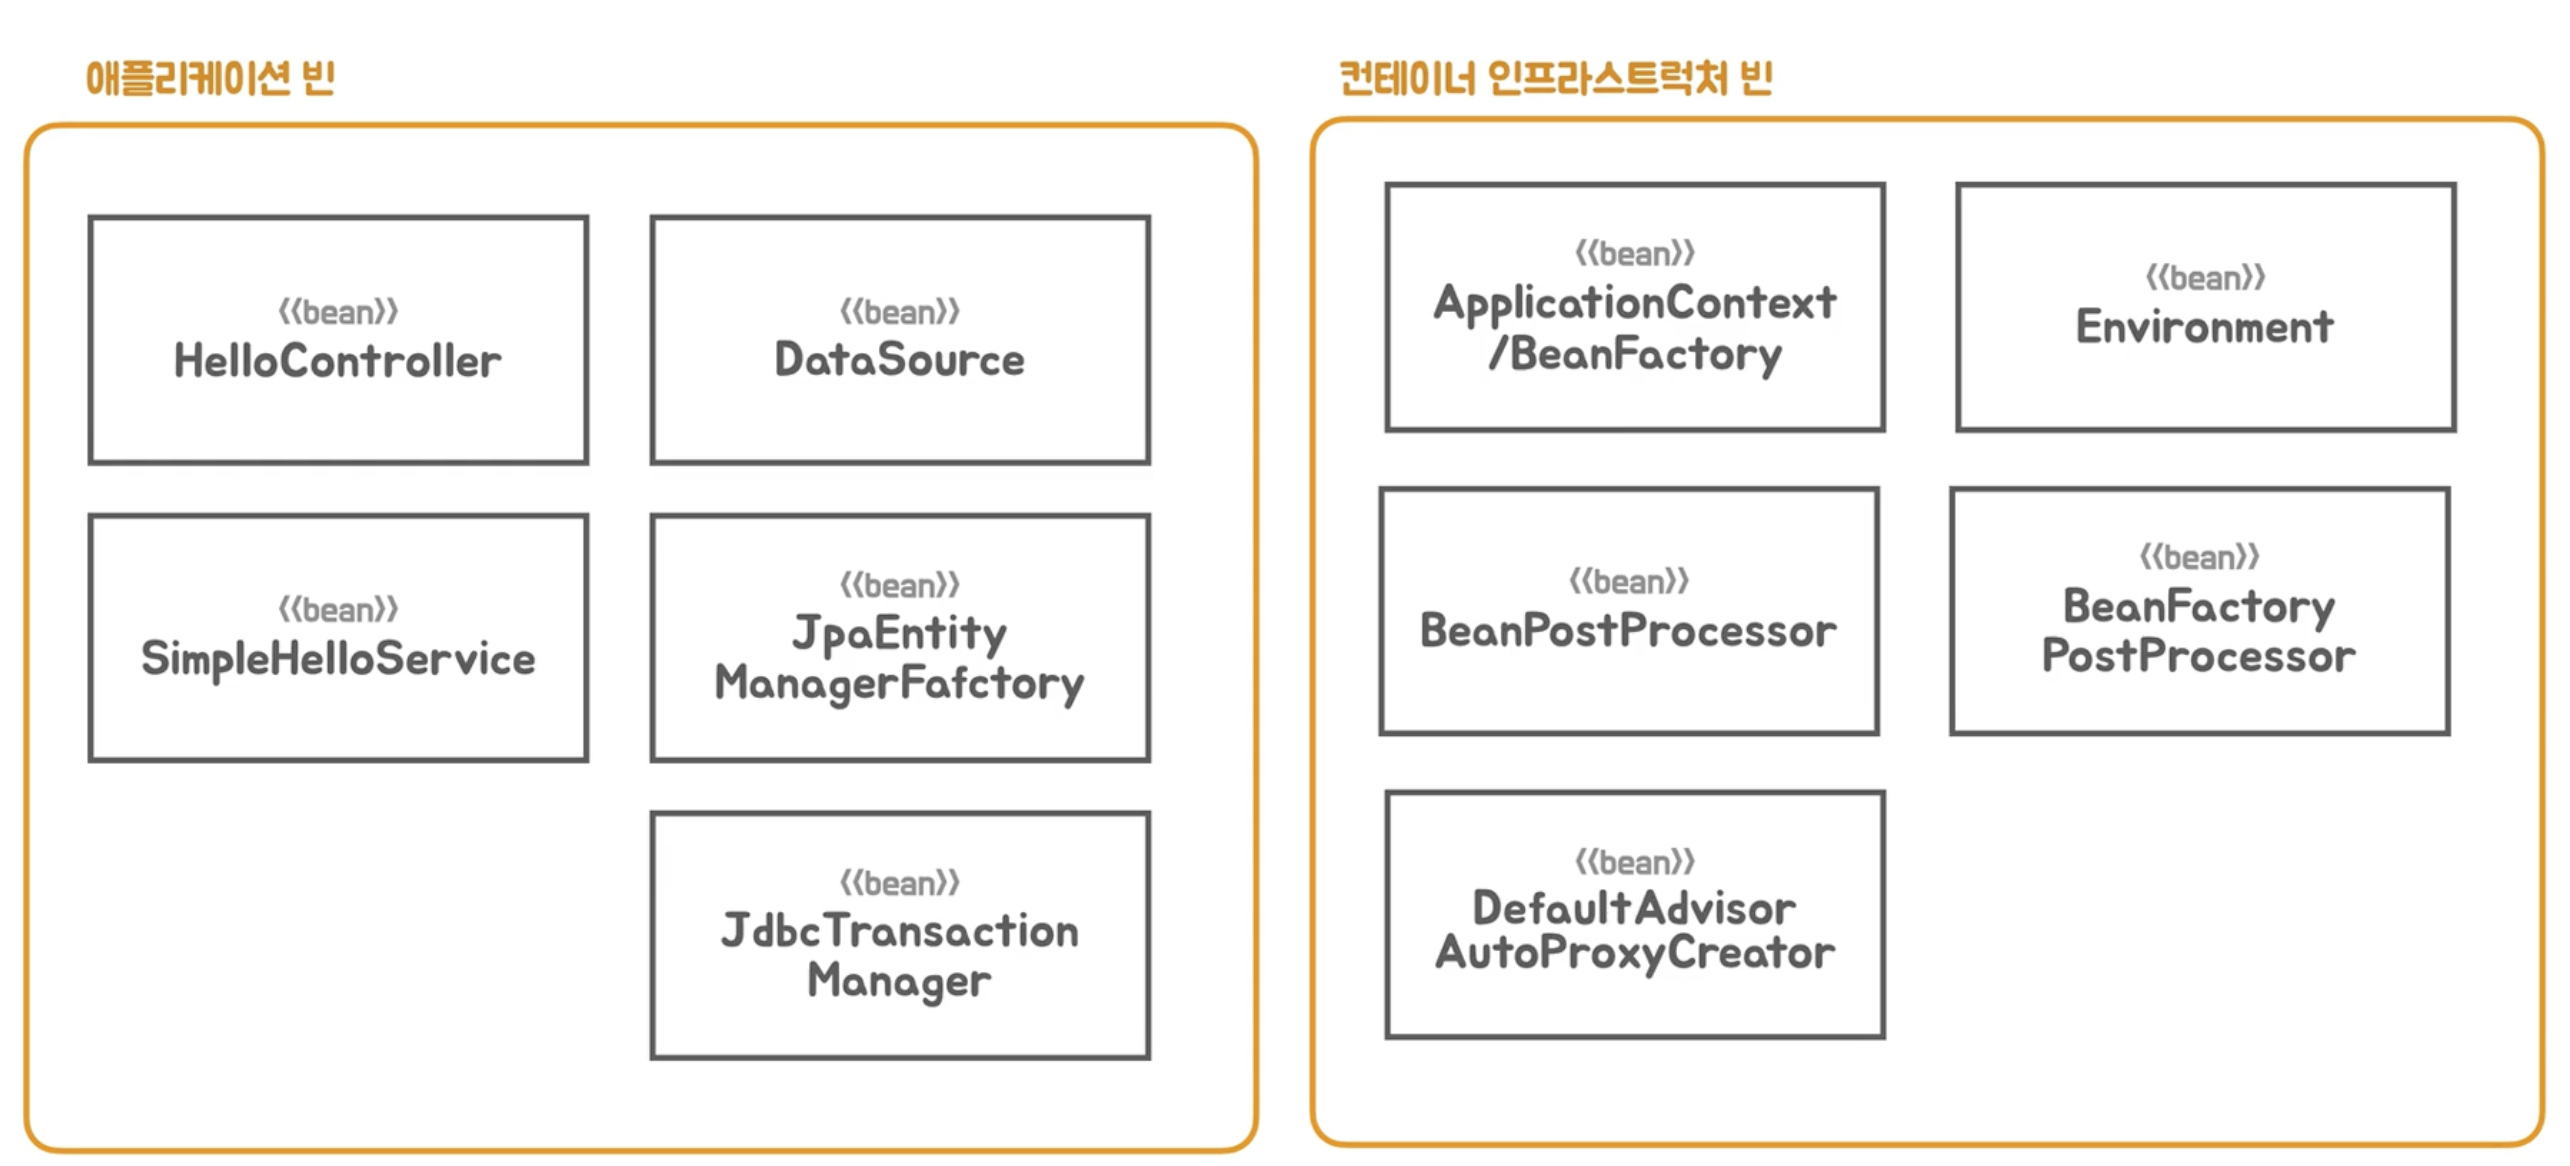 애플리케이션 빈
<<bean>>
HelloController
<<bean>>
DataSource
<<bean>>
SimpleHelloService
<<bean>>
JpaEntity
ManagerFafctory
<<bean>>
JdbcTransaction
Manager
컨테이너 인프라스트럭처 빈
<<bean>>
ApplicationContext
/BeanFactory
<<bean>>
Environment
<<bean>>
BeanPostProcessor
<<bean>>
BeanFactory
PostProcessor
<<bean>>
DefaultAdvisor
AutoProxyCreator